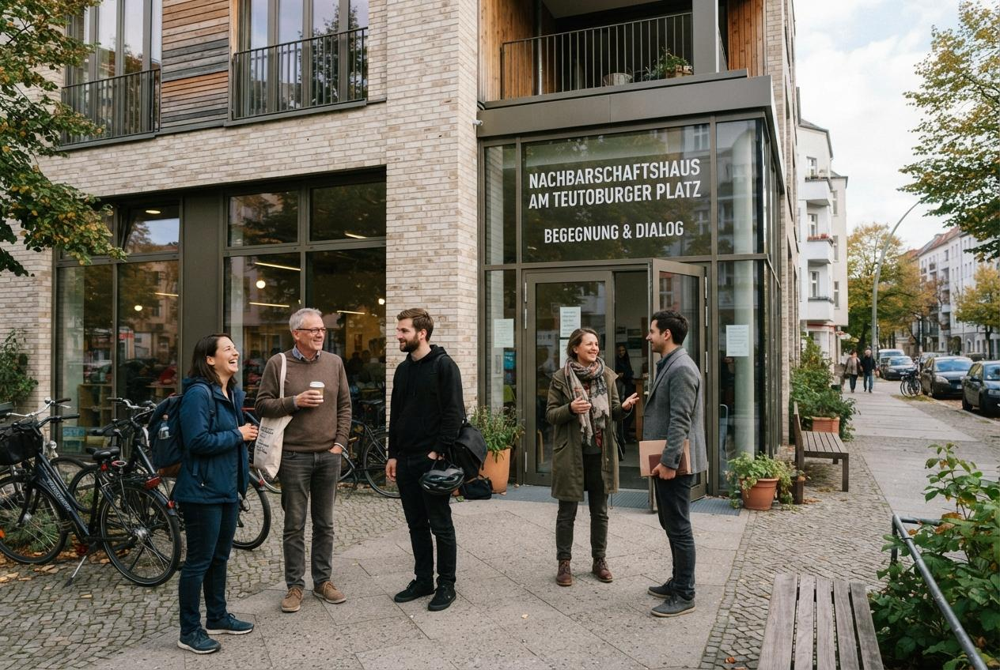 NACHBARSCHAFTSHAUS
AM TEUTOBURGER PLATZ
BEGEGNUNG & DIALOG